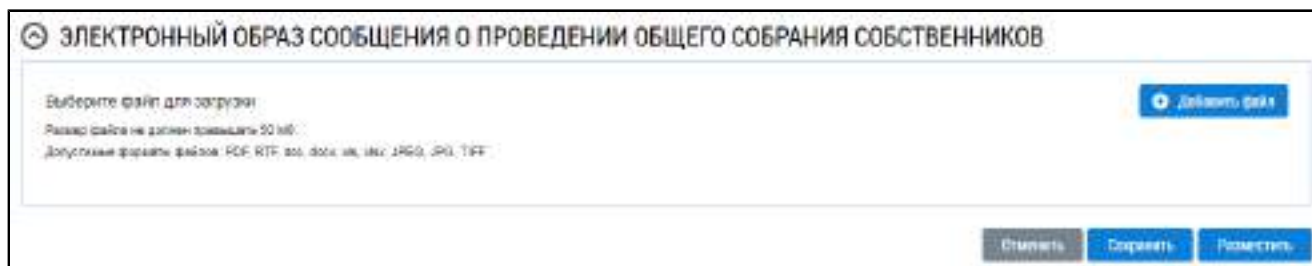 ЭЛЕКТРОННЫЙ ОБРАЗ СООБЩЕНИЯ О ПРОВЕДЕНИИ ОБЩЕГО СОБРАНИЯ СОБСТВЕННИКОВ
Выберите файл для загрузки
Добавить файл
Размер файла не должен превышать 50 Мб.
Допустимые форматы файлов: PDF, RTF, doc, docx, xls, xlsx, JPEG, JPG, TIFF
Отменить Сохранить Разместить